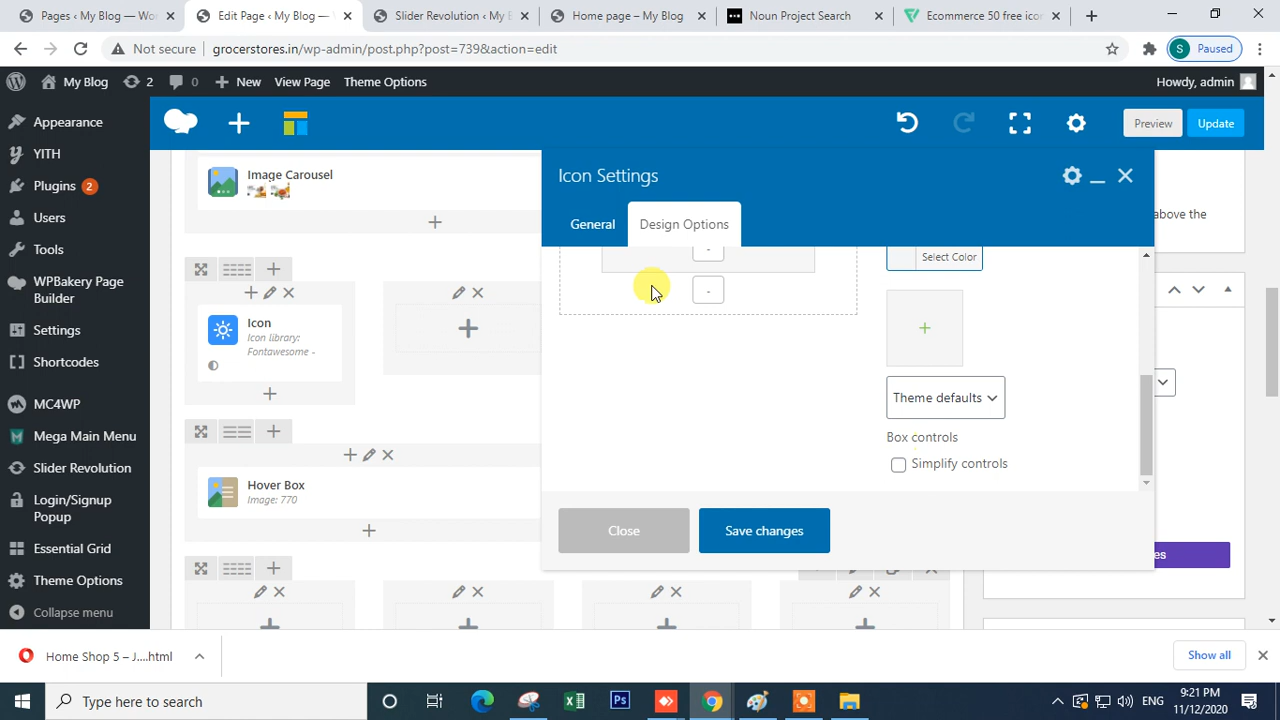 Pages ‹ My Blog — Wor
Edit Page ‹ My Blog —
Slider Revolution ‹ My B
Home page – My Blog
Noun Project Search
Ecommerce 50 free icon
Not secure
grocerstores.in/wp-admin/post.php?post=739&action=edit
Paused
My Blog
2
0
New
View Page
Theme Options
Howdy, admin
Appearance
YITH
Plugins 2
Users
Tools
WPBakery Page
Builder
Settings
Shortcodes
MC4WP
Mega Main Menu
Slider Revolution
Login/Signup
Popup
Essential Grid
Theme Options
Collapse menu
Preview
Update
Image Carousel
Icon
Icon library:
Fontawesome -
Hover Box
Image: 770
Icon Settings
General
Design Options
-
-
Select Color
Theme defaults
Box controls
Simplify controls
Close
Save changes
above the
es
Home Shop 5 – J....html
Show all
Type here to search
ENG
9:21 PM
11/12/2020